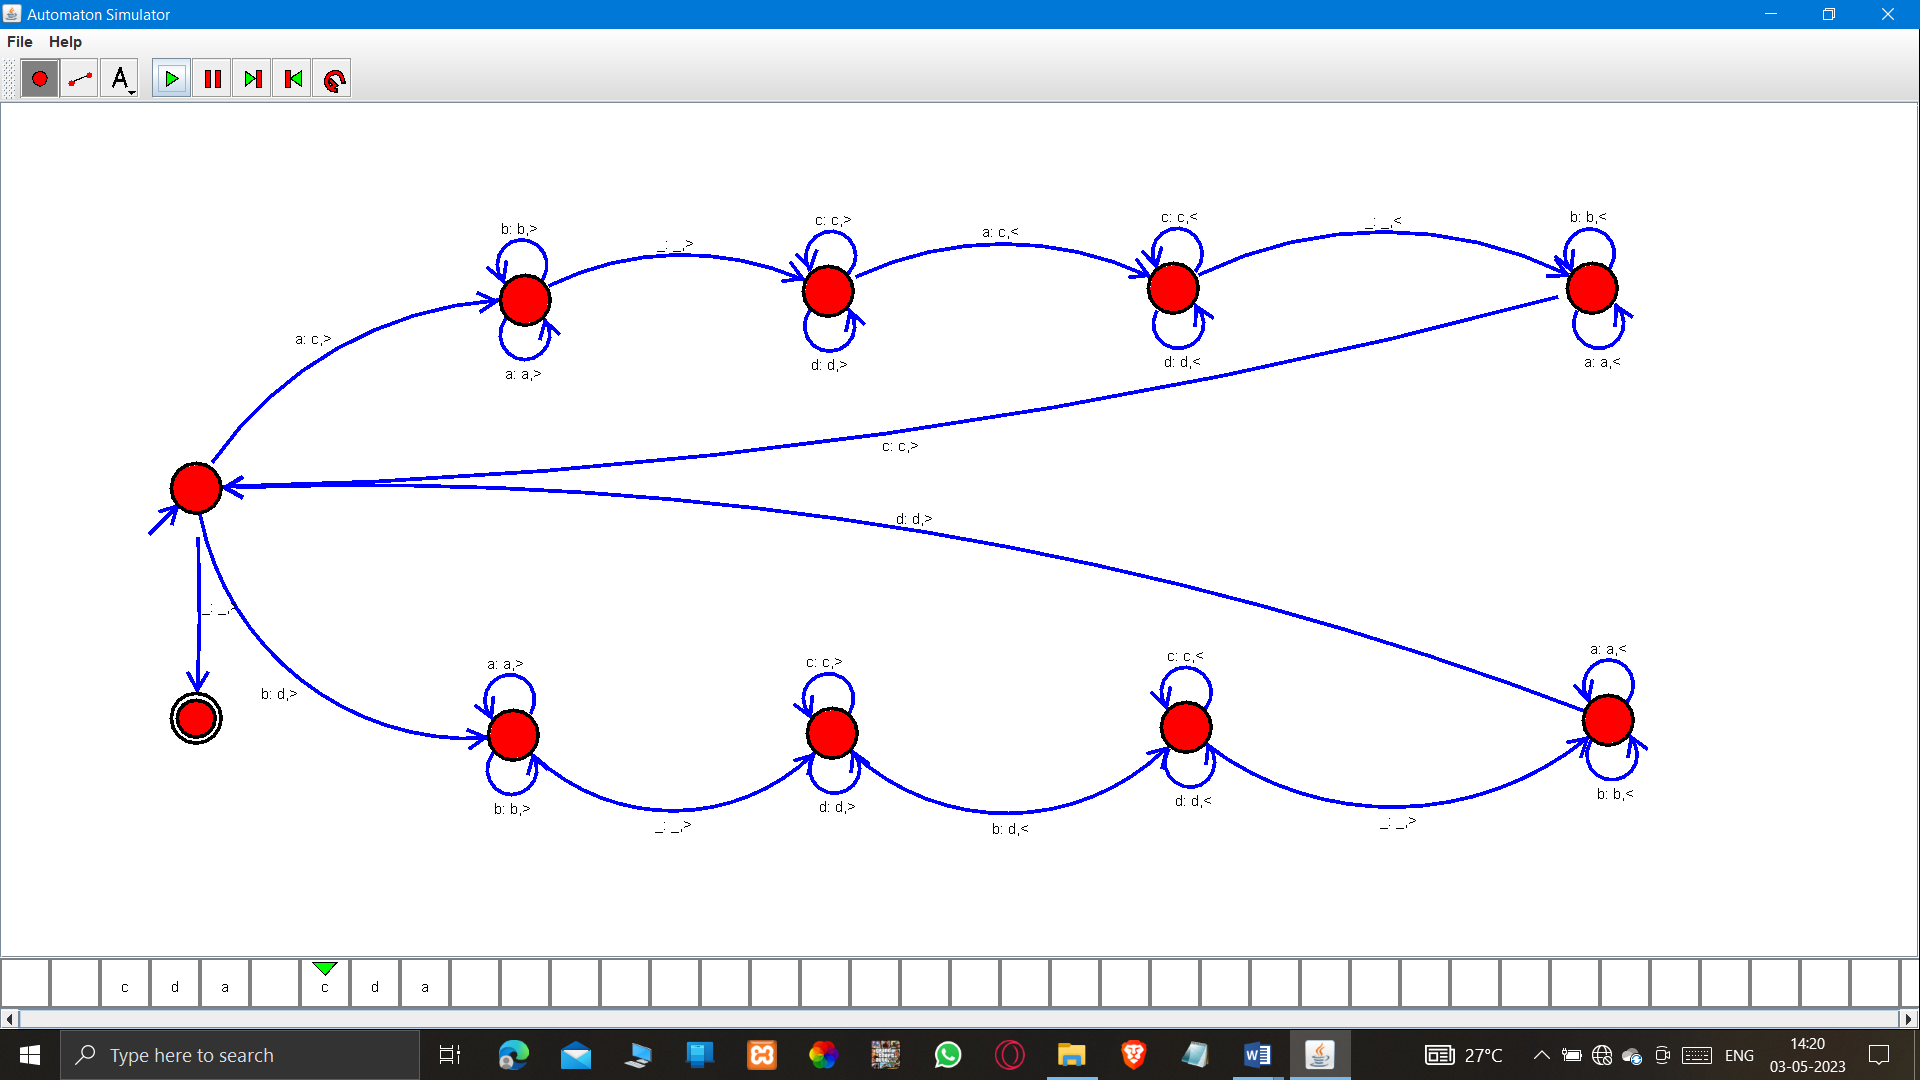 Automaton Simulator
File Help
A
c: c,> c: c,< _: _,< b: b,<
b: b,> _: _,> a: c,<
a: c,>
a: a,> d: d,> d: d,< a: a,<
c: c,>
d: d,>
_: _,>
b: d,>
a: a,> c: c,> c: c,< a: a,<
b: b,> d: d,> d: d,< b: b,<
_: _,> b: d,< _: _,>
c d a c d a
Type here to search
27°C
ENG
14:20
03-05-2023